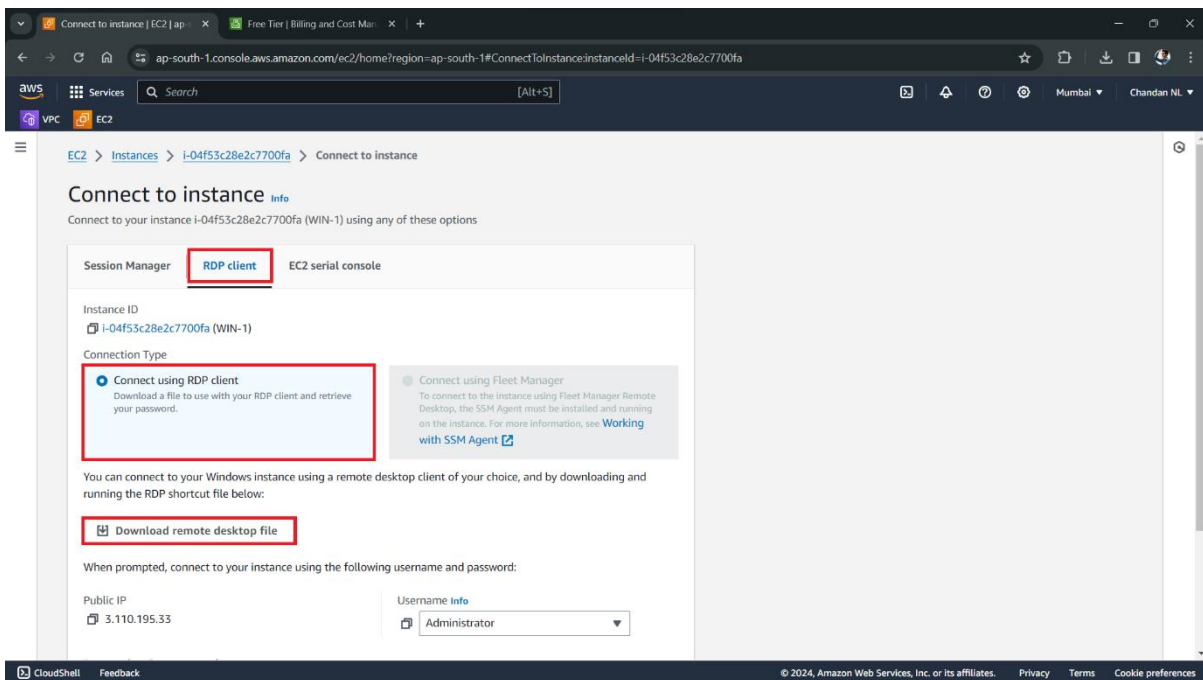 Connect to instance | EC2 | ap-s
Free Tier | Billing and Cost Man
ap-south-1.console.aws.amazon.com/ec2/home?region=ap-south-1#ConnectToInstance:instanceId=i-04f53c28e2c7700fa
aws
Services
Search
[Alt+S]
Mumbai
Chandan NL
VPC
EC2
EC2 > Instances > i-04f53c28e2c7700fa > Connect to instance
Connect to instance Info
Connect to your instance i-04f53c28e2c7700fa (WIN-1) using any of these options
Session Manager
RDP client
EC2 serial console
Instance ID
i-04f53c28e2c7700fa (WIN-1)
Connection Type
Connect using RDP client
Download a file to use with your RDP client and retrieve
your password.
Connect using Fleet Manager
To connect to the instance using Fleet Manager Remote
Desktop, the SSM Agent must be installed and running
on the instance. For more information, see Working
with SSM Agent
You can connect to your Windows instance using a remote desktop client of your choice, and by downloading and
running the RDP shortcut file below:
Download remote desktop file
When prompted, connect to your instance using the following username and password:
Public IP
3.110.195.33
Username Info
Administrator
CloudShell
Feedback
© 2024, Amazon Web Services, Inc. or its affiliates.
Privacy
Terms
Cookie preferences